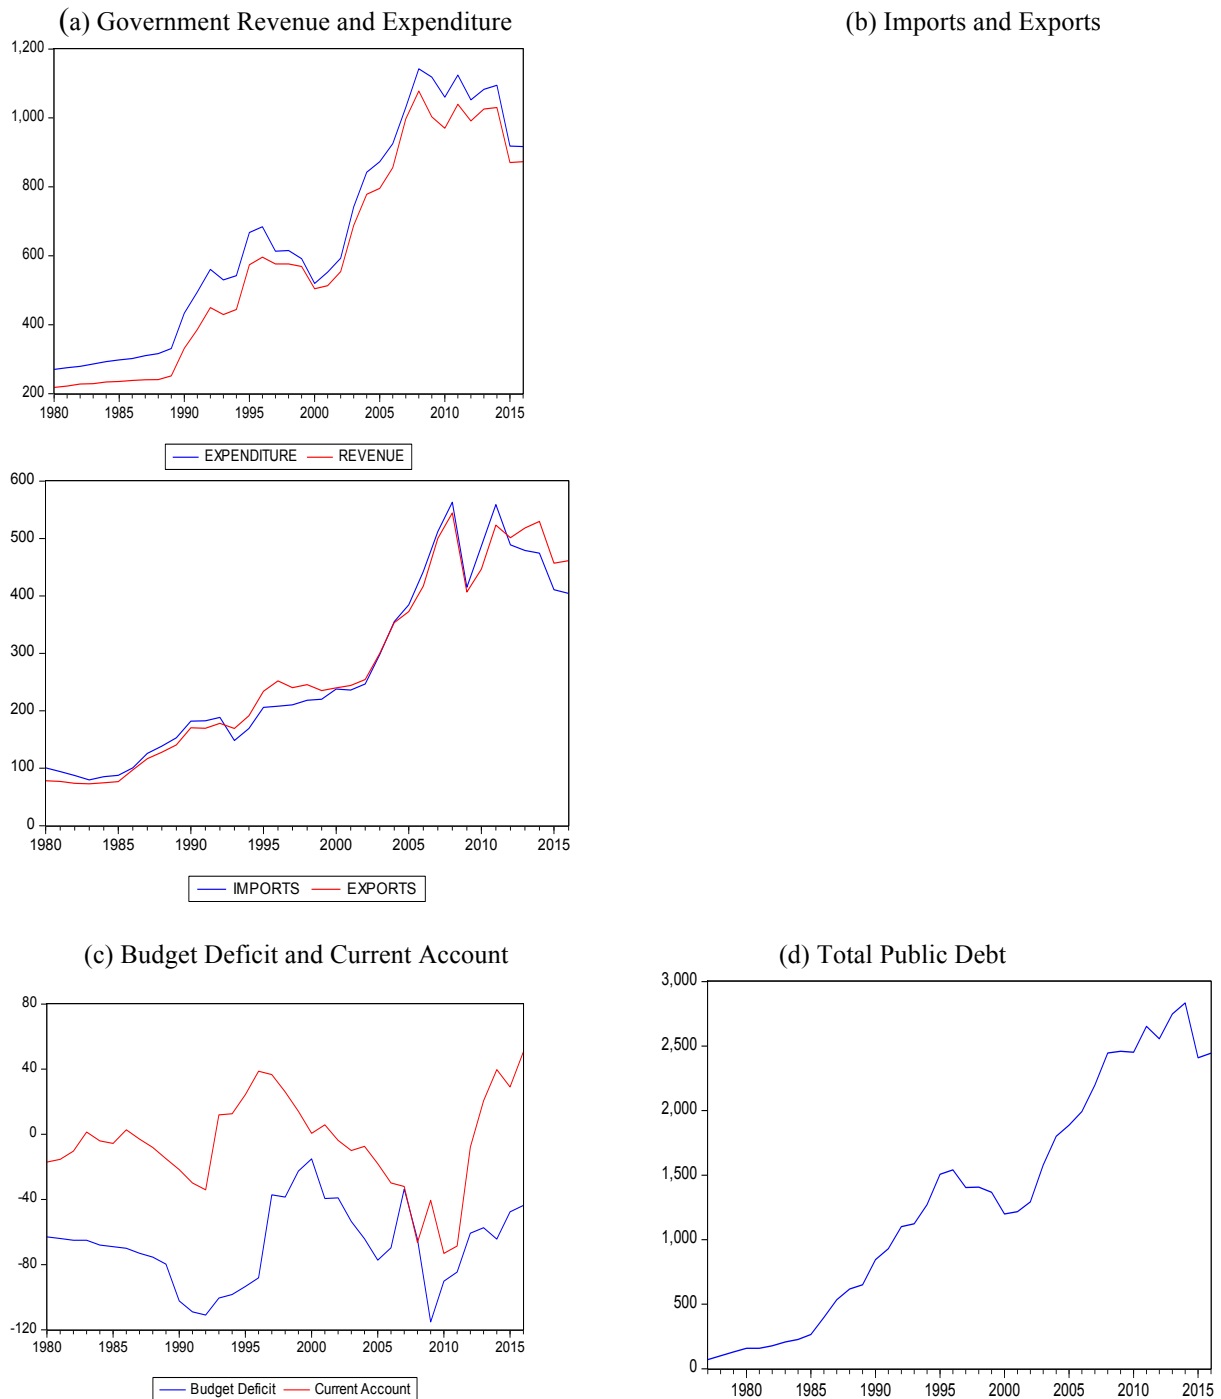 (a) Government Revenue and Expenditure
(b) Imports and Exports
1,200
1,000
800
600
400
200
1980 1985 1990 1995 2000 2005 2010 2015
EXPENDITURE REVENUE
600
500
400
300
200
100
0
1980 1985 1990 1995 2000 2005 2010 2015
IMPORTS EXPORTS
(c) Budget Deficit and Current Account
(d) Total Public Debt
80
40
0
-40
-80
-120
1980 1985 1990 1995 2000 2005 2010 2015
Budget Deficit Current Account
3,000
2,500
2,000
1,500
1,000
500
0
1980 1985 1990 1995 2000 2005 2010 2015